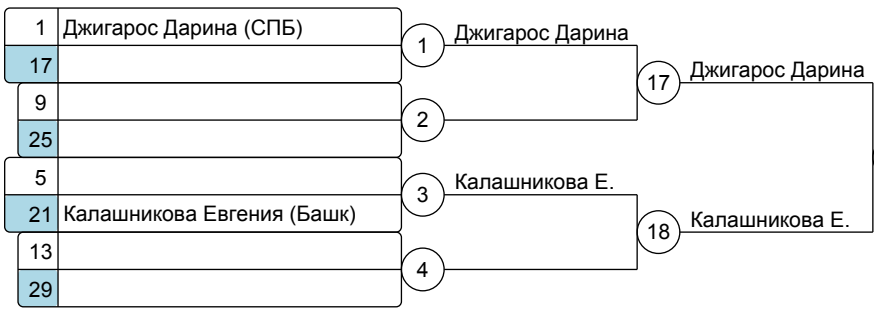 1 Джигарос Дарина (СПБ)
17
1 Джигарос Дарина
9
25
2
17 Джигарос Дарина
5
21 Калашникова Евгения (Башк)
3 Калашникова Е.
13
29
4
18 Калашникова Е.